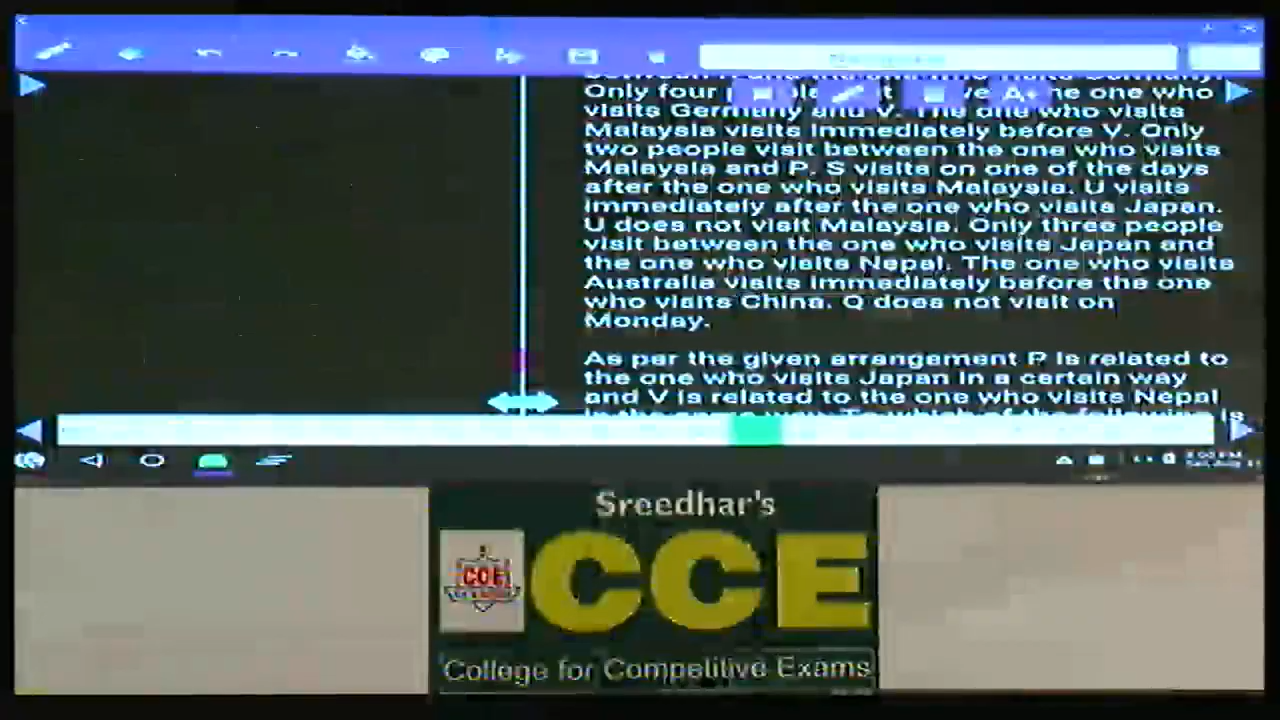 Only four
ve
ne one who
visits Germany and V. The one who visits
Malaysia visits immediately before V. Only
two people visit between the one who visits
Malaysia and P. S visits on one of the days
after the one who visits Malaysia. U visits
immediately after the one who visits Japan.
U does not visit Malaysia. Only three people
visit between the one who visits Japan and
the one who visits Nepal. The one who visits
Australia visits immediately before the one
who visits China. Q does not visit on
Monday.
As per the given arrangement P is related to
the one who visits Japan in a certain way
and V is related to the one who visits Nepal
Sreedhar's
CCE
CCE
College for Competitive Exams